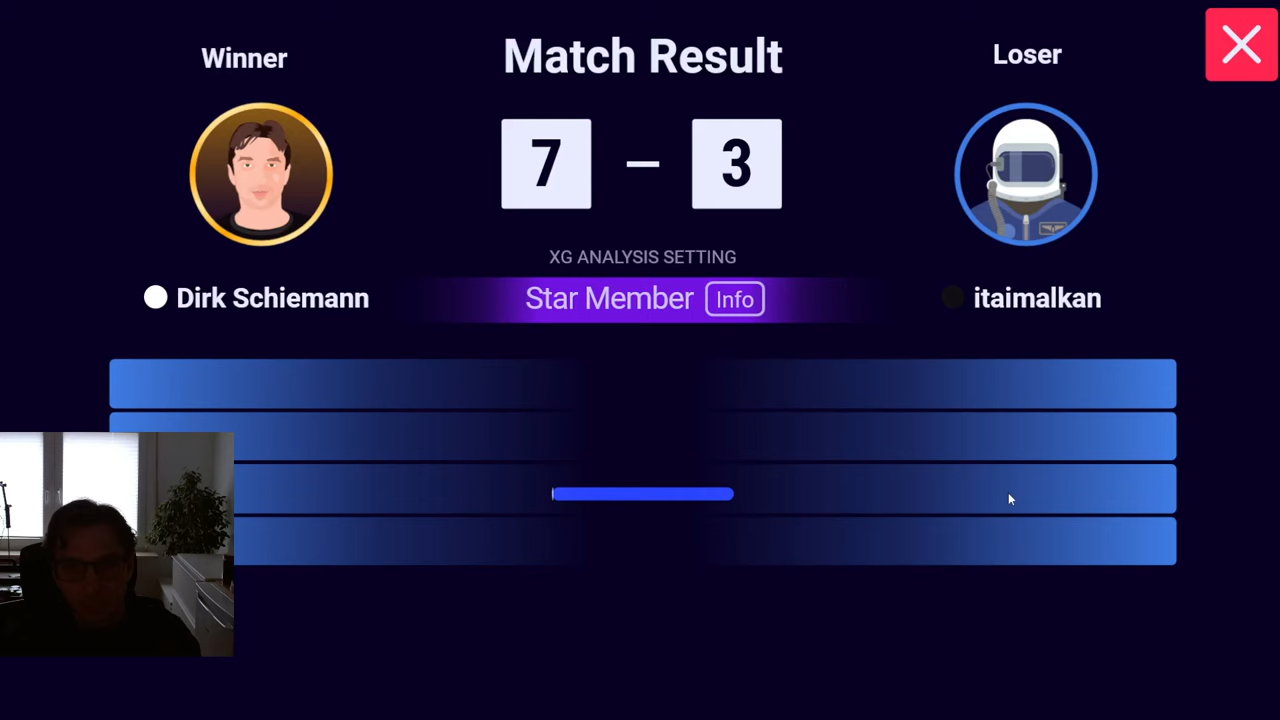 Winner
Match Result
Loser
7 – 3
XG ANALYSIS SETTING
Star Member Info
Dirk Schiemann
itaimalkan